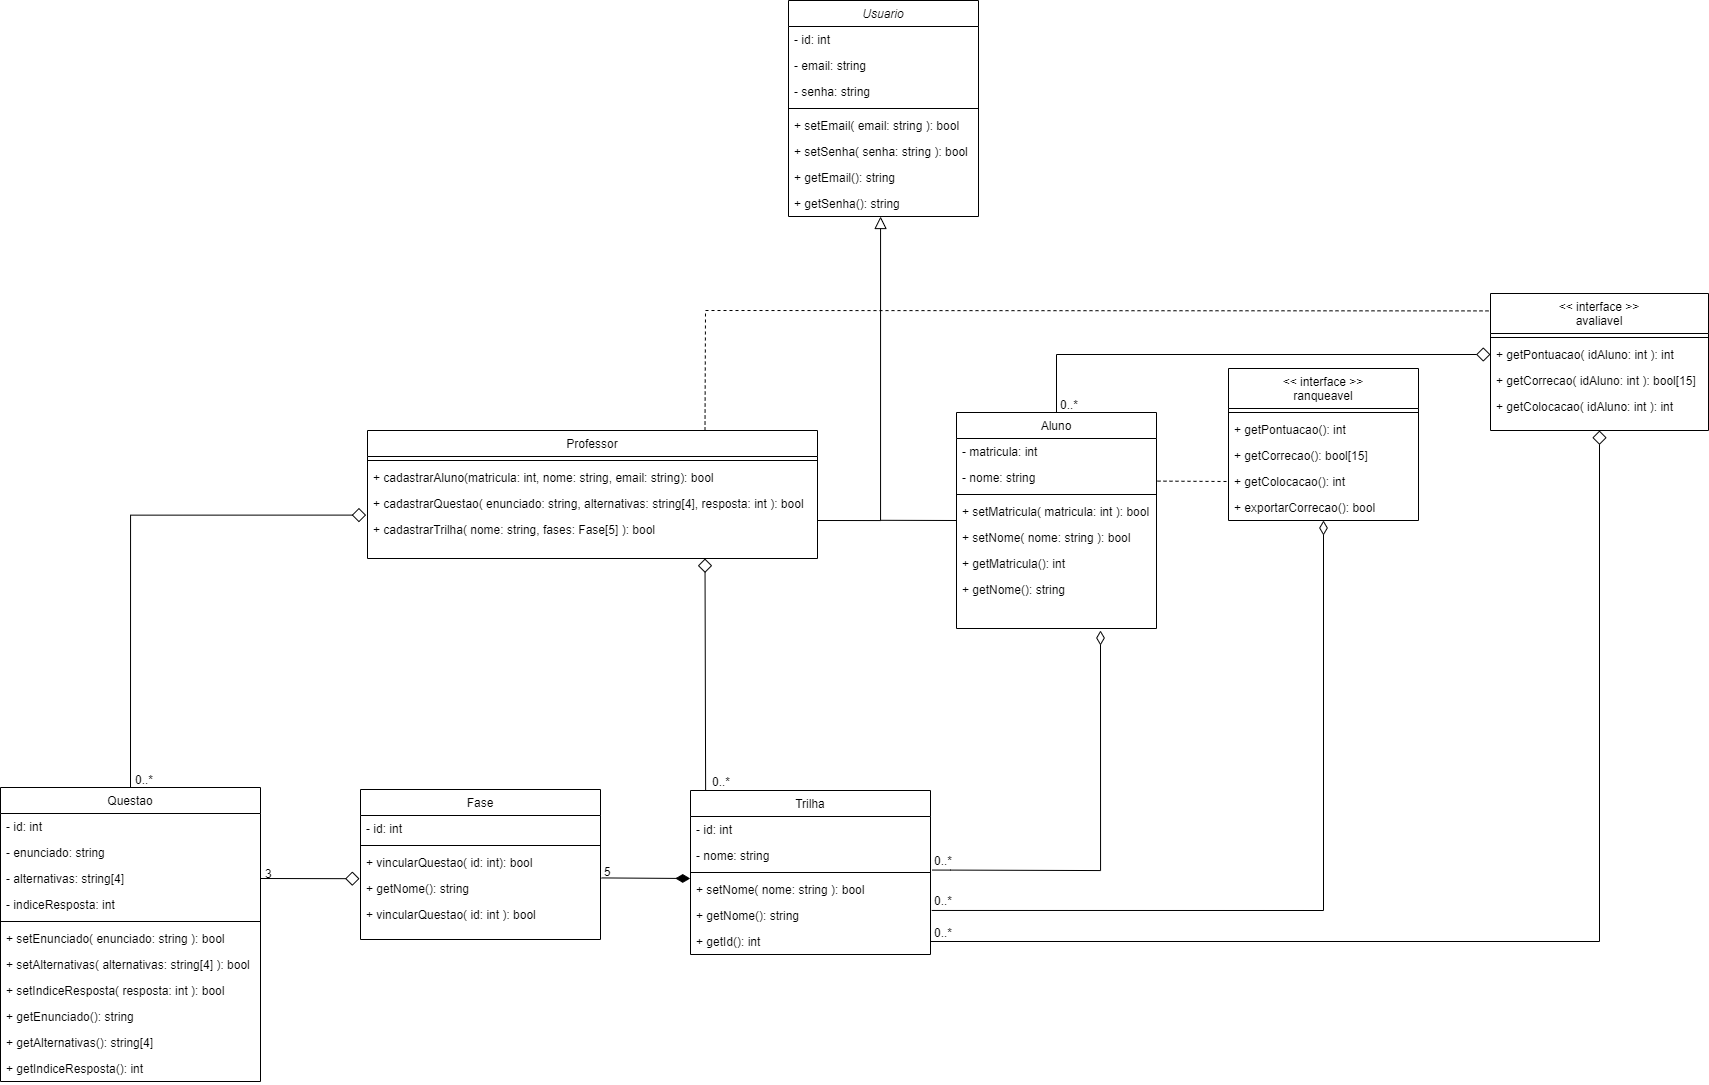 Usuario
- id: int
- email: string
- senha: string
+ setEmail( email: string ): bool
+ setSenha( senha: string ): bool
+ getEmail(): string
+ getSenha(): string
<< interface >>
avaliavel
+ getPontuacao( idAluno: int ): int
+ getCorrecao( idAluno: int ): bool[15]
+ getColocacao( idAluno: int ): int
<< interface >>
ranqueavel
+ getPontuacao(): int
+ getCorrecao(): bool[15]
+ getColocacao(): int
+ exportarCorrecao(): bool
0..*
Aluno
- matricula: int
- nome: string
+ setMatricula( matricula: int ): bool
+ setNome( nome: string ): bool
+ getMatricula(): int
+ getNome(): string
Professor
+ cadastrarAluno(matricula: int, nome: string, email: string): bool
+ cadastrarQuestao( enunciado: string, alternativas: string[4], resposta: int ): bool
+ cadastrarTrilha( nome: string, fases: Fase[5] ): bool
0..*
Questao
- id: int
- enunciado: string
- alternativas: string[4]
- indiceResposta: int
+ setEnunciado( enunciado: string ): bool
+ setAlternativas( alternativas: string[4] ): bool
+ setIndiceResposta( resposta: int ): bool
+ getEnunciado(): string
+ getAlternativas(): string[4]
+ getIndiceResposta(): int
3
Fase
- id: int
+ vincularQuestao( id: int): bool
+ getNome(): string
+ vincularQuestao( id: int ): bool
5
0..*
Trilha
- id: int
- nome: string
+ setNome( nome: string ): bool
+ getNome(): string
+ getId(): int
0..*
0..*
0..*